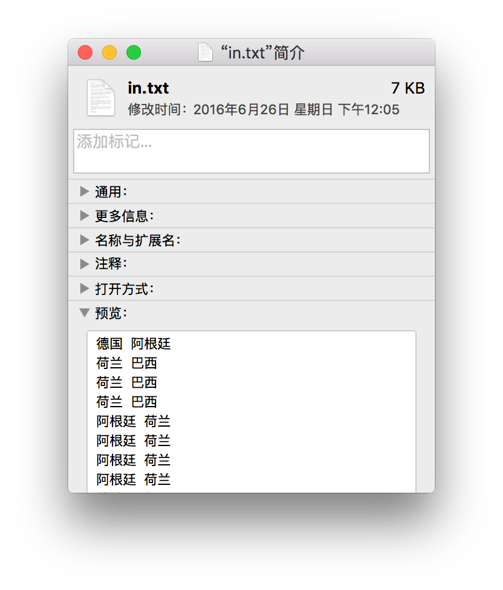 “in.txt”简介
in.txt 7 KB
修改时间：2016年6月26日 星期日 下午12:05
添加标记...
通用：
更多信息：
名称与扩展名：
注释：
打开方式：
预览：
德国 阿根廷
荷兰 巴西
荷兰 巴西
荷兰 巴西
阿根廷 荷兰
阿根廷 荷兰
阿根廷 荷兰
阿根廷 荷兰